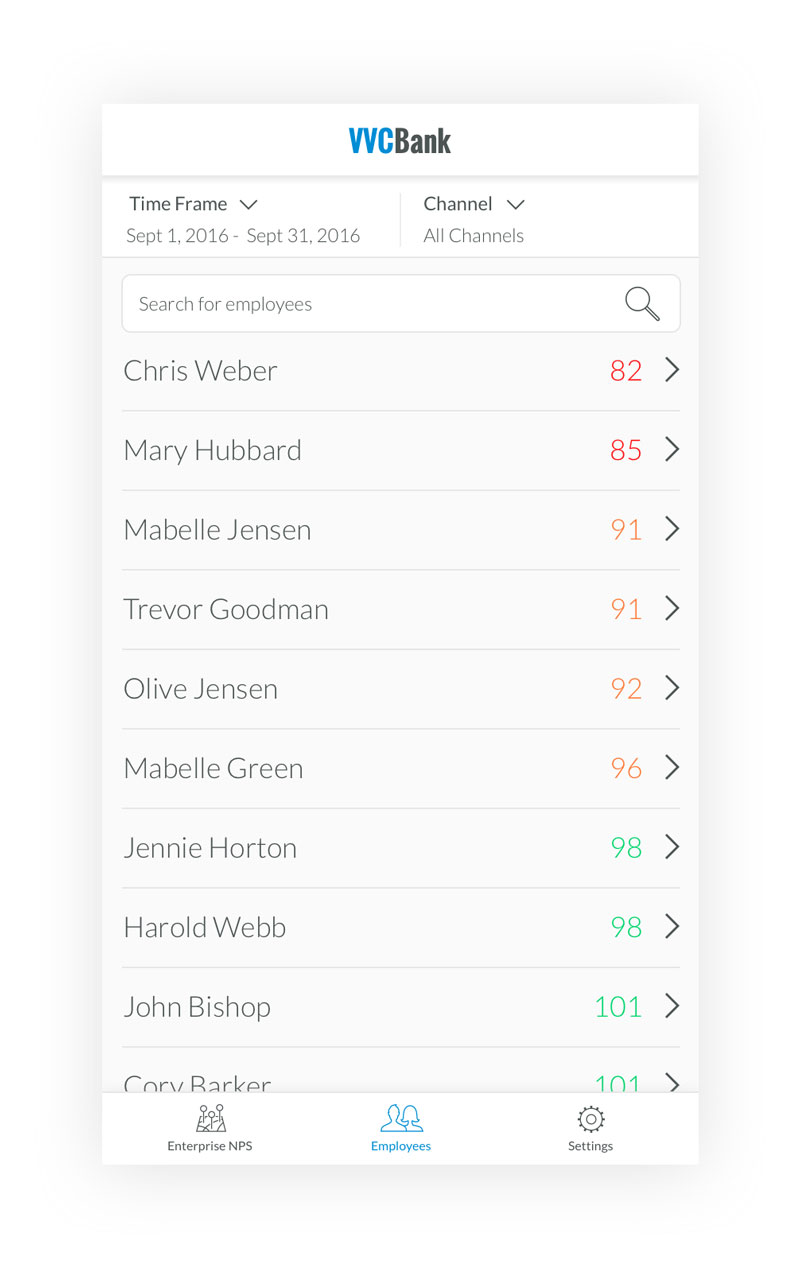 VVCBank
Time Frame Channel
Sept 1, 2016 - Sept 31, 2016 All Channels
Search for employees
Chris Weber 82
Mary Hubbard 85
Mabelle Jensen 91
Trevor Goodman 91
Olive Jensen 92
Mabelle Green 96
Jennie Horton 98
Harold Webb 98
John Bishop 101
Cory Barker 101
Enterprise NPS Employees Settings